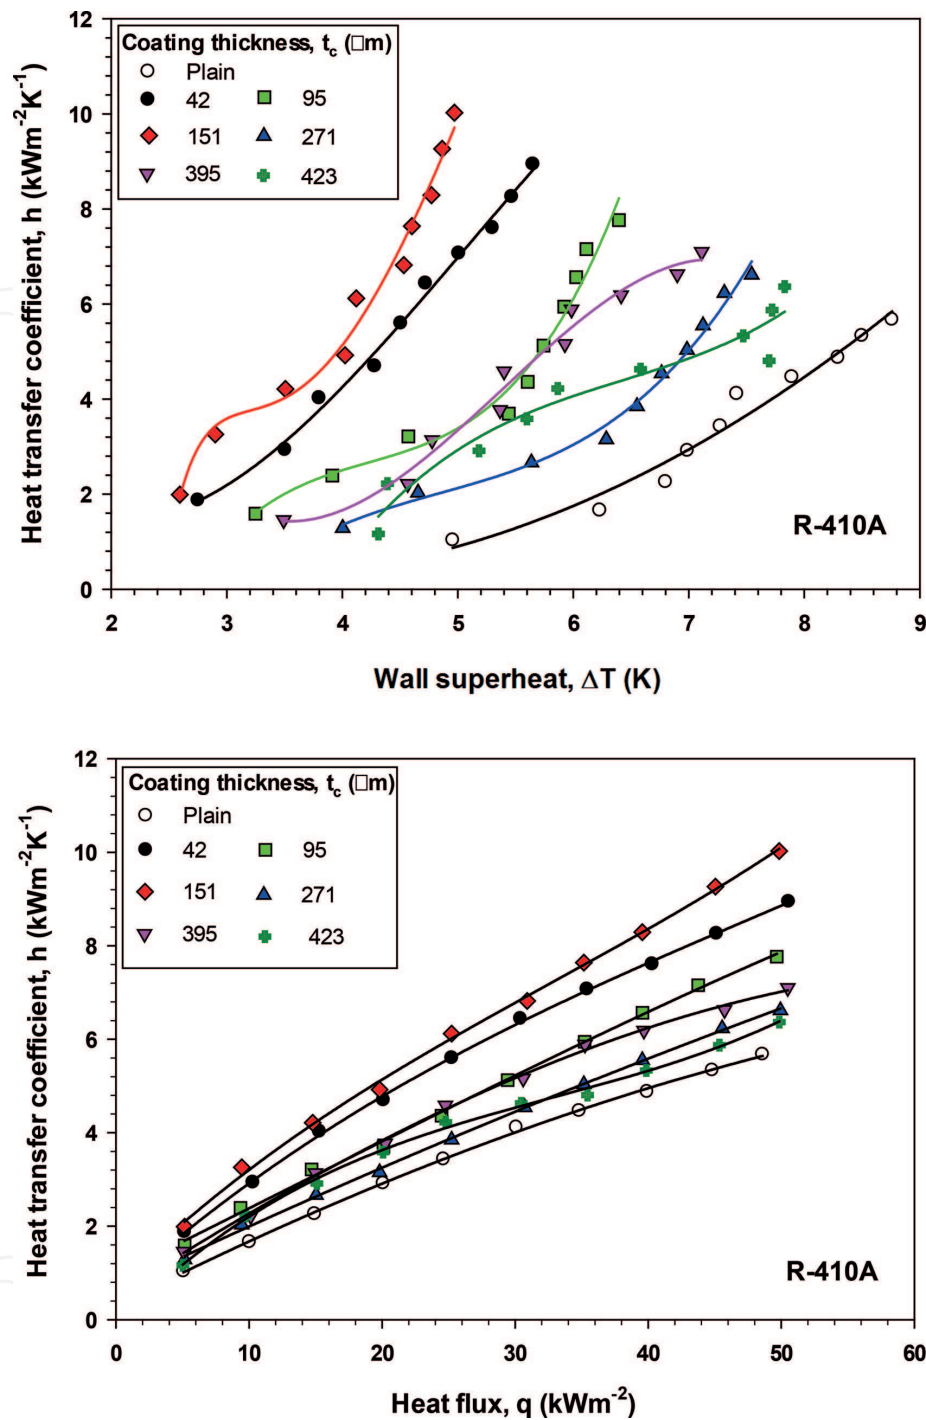 12
10
8
6
4
2
0
Heat transfer coefficient, h (kWm⁻²K⁻¹)
Coating thickness, t꜀ (□m)
Plain
42 95
151 271
395 423
R-410A
2 3 4 5 6 7 8 9
Wall superheat, ΔT (K)
12
10
8
6
4
2
0
Heat transfer coefficient, h (kWm⁻²K⁻¹)
Coating thickness, t꜀ (□m)
Plain
42 95
151 271
395 423
R-410A
0 10 20 30 40 50 60
Heat flux, q (kWm⁻²)